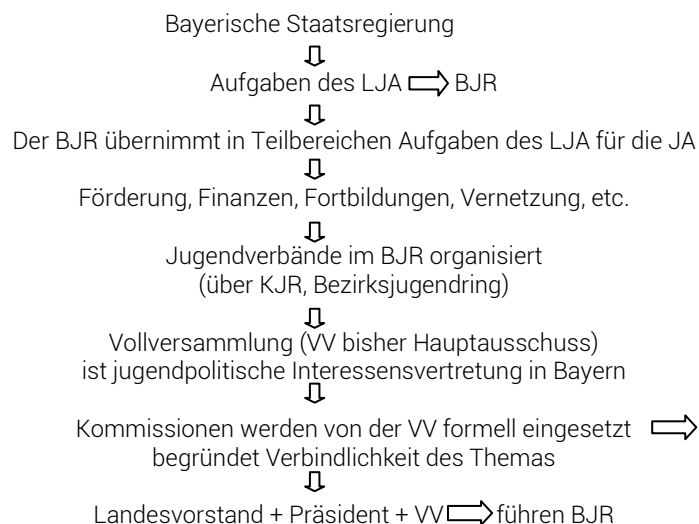 Bayerische Staatsregierung
Aufgaben des LJA BJR
Der BJR übernimmt in Teilbereichen Aufgaben des LJA für die JA
Förderung, Finanzen, Fortbildungen, Vernetzung, etc.
Jugendverbände im BJR organisiert
(über KJR, Bezirksjugendring)
Vollversammlung (VV bisher Hauptausschuss)
ist jugendpolitische Interessensvertretung in Bayern
Kommissionen werden von der VV formell eingesetzt
begründet Verbindlichkeit des Themas
Landesvorstand + Präsident + VV führen BJR